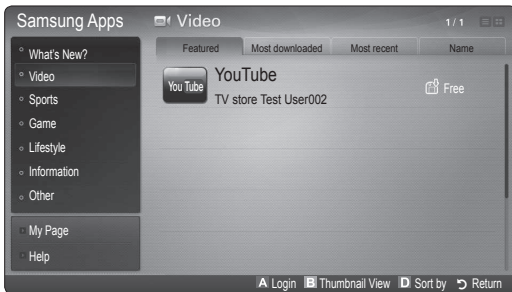 Samsung Apps
Video
1/1
What's New?
Video
Sports
Game
Lifestyle
Information
Other
My Page
Help
Featured
Most downloaded
Most recent
Name
You Tube
YouTube
TV store Test User002
Free
A Login B Thumbnail View D Sort by Return